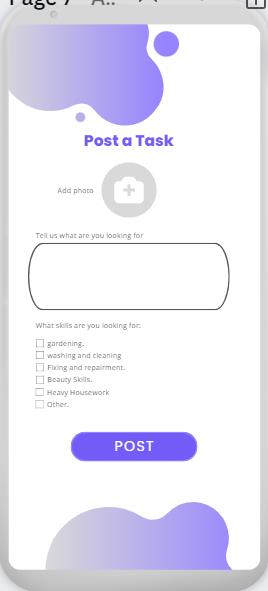 Page 7
Post a Task
Add photo
Tell us what are you looking for
What skills are you looking for:
gardening.
washing and cleaning
Fixing and repairment.
Beauty Skills.
Heavy Housework
Other.
POST